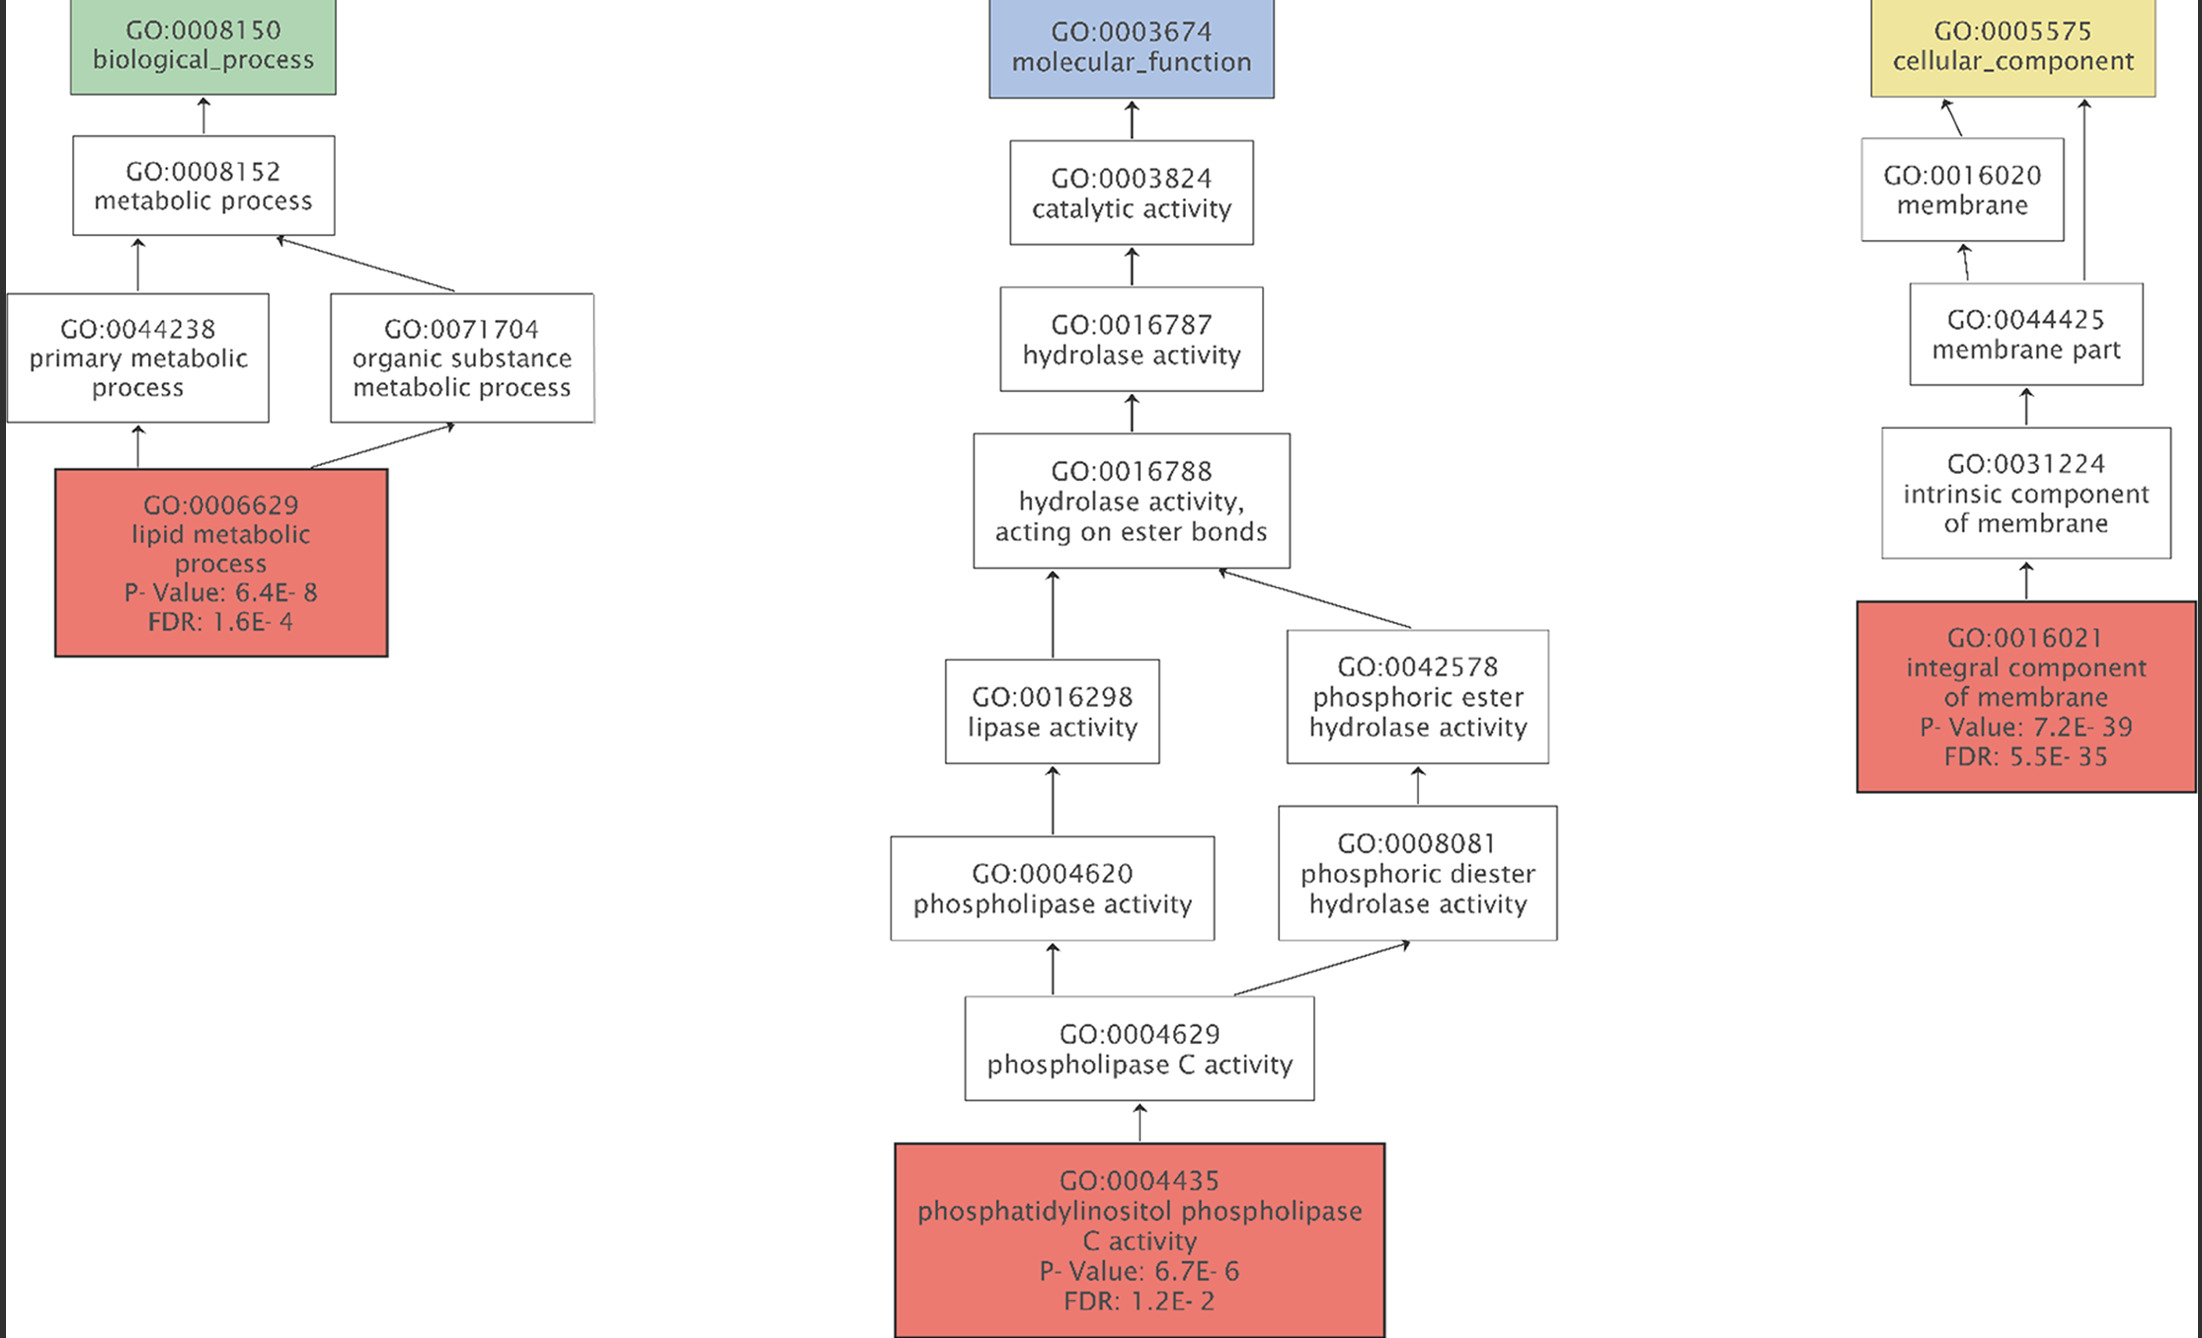 GO:0008150
biological_process
GO:0008152
metabolic process
GO:0044238
primary metabolic
process
GO:0071704
organic substance
metabolic process
GO:0006629
lipid metabolic
process
P- Value: 6.4E- 8
FDR: 1.6E- 4
GO:0003674
molecular_function
GO:0003824
catalytic activity
GO:0016787
hydrolase activity
GO:0016788
hydrolase activity,
acting on ester bonds
GO:0016298
lipase activity
GO:0042578
phosphoric ester
hydrolase activity
GO:0004620
phospholipase activity
GO:0008081
phosphoric diester
hydrolase activity
GO:0004629
phospholipase C activity
GO:0004435
phosphatidylinositol phospholipase
C activity
P- Value: 6.7E- 6
FDR: 1.2E- 2
GO:0005575
cellular_component
GO:0016020
membrane
GO:0044425
membrane part
GO:0031224
intrinsic component
of membrane
GO:0016021
integral component
of membrane
P- Value: 7.2E- 39
FDR: 5.5E- 35